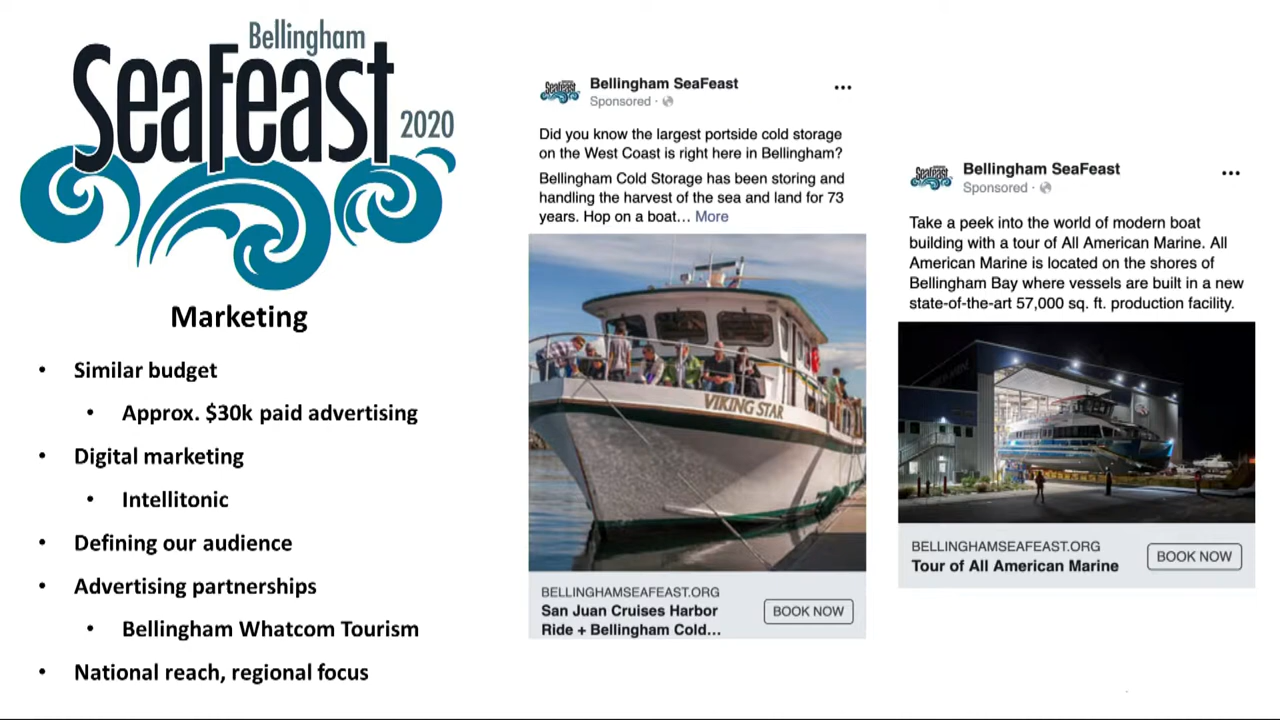 Bellingham
SeaFeast
2020
Marketing
• Similar budget
• Approx. $30k paid advertising
• Digital marketing
• Intellitonic
• Defining our audience
• Advertising partnerships
• Bellingham Whatcom Tourism
• National reach, regional focus
Bellingham SeaFeast
Sponsored ·
Did you know the largest portside cold storage
on the West Coast is right here in Bellingham?
Bellingham Cold Storage has been storing and
handling the harvest of the sea and land for 73
years. Hop on a boat... More
VIKING STAR
BELLINGHAMSEAFEAST.ORG
San Juan Cruises Harbor
Ride + Bellingham Cold...
BOOK NOW
Bellingham SeaFeast
Sponsored ·
Take a peek into the world of modern boat
building with a tour of All American Marine. All
American Marine is located on the shores of
Bellingham Bay where vessels are built in a new
state-of-the-art 57,000 sq. ft. production facility.
BELLINGHAMSEAFEAST.ORG
Tour of All American Marine
BOOK NOW